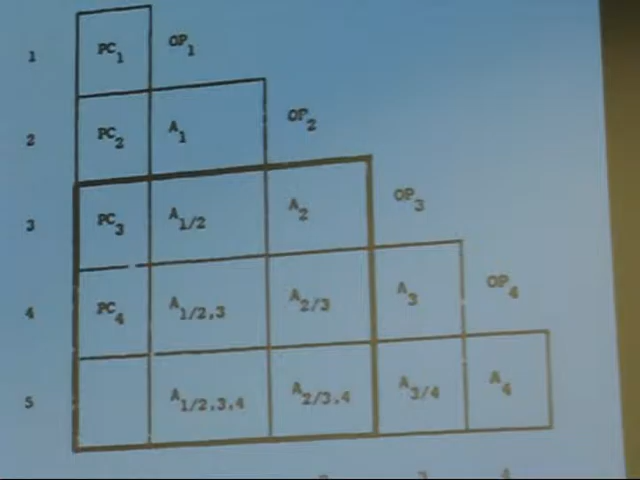 1 PC1 OP1
2 PC2 A1 OP2
3 PC3 A1/2 A2 OP3
4 PC4 A1/2,3 A2/3 A3 OP4
5 A1/2,3,4 A2/3,4 A3/4 A4